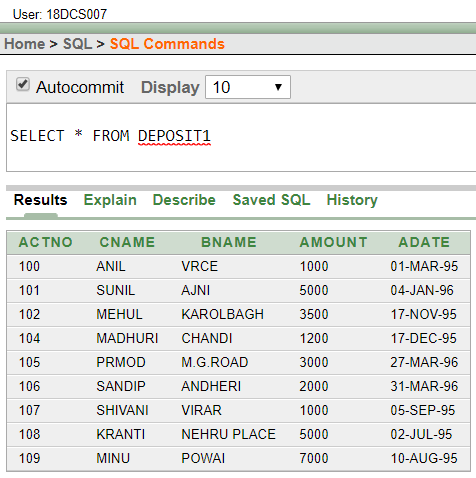 User: 18DCS007
Home > SQL > SQL Commands
Autocommit Display 10
SELECT * FROM DEPOSIT1
Results Explain Describe Saved SQL History
ACTNO CNAME BNAME AMOUNT ADATE
100 ANIL VRCE 1000 01-MAR-95
101 SUNIL AJNI 5000 04-JAN-96
102 MEHUL KAROLBAGH 3500 17-NOV-95
104 MADHURI CHANDI 1200 17-DEC-95
105 PRMOD M.G.ROAD 3000 27-MAR-96
106 SANDIP ANDHERI 2000 31-MAR-96
107 SHIVANI VIRAR 1000 05-SEP-95
108 KRANTI NEHRU PLACE 5000 02-JUL-95
109 MINU POWAI 7000 10-AUG-95